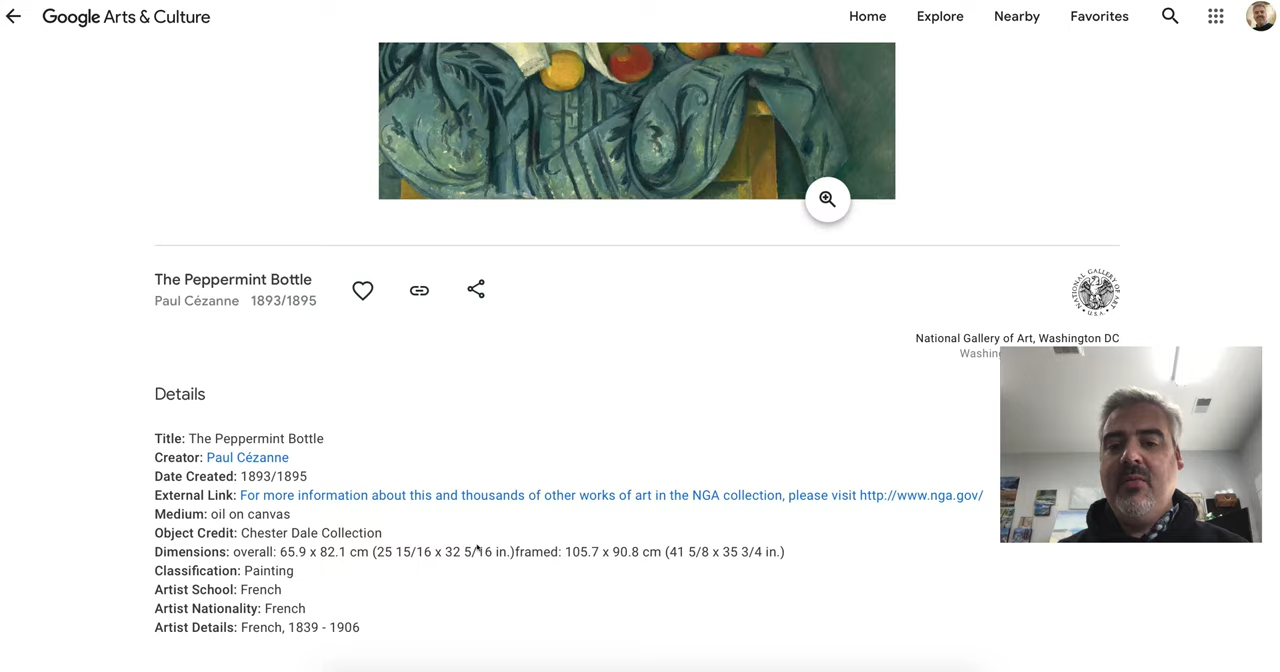 Google Arts & Culture
Home Explore Nearby Favorites
The Peppermint Bottle
Paul Cézanne 1893/1895
NATIONAL GALLERY OF ART U.S.A.
National Gallery of Art, Washington DC
Details
Title: The Peppermint Bottle
Creator: Paul Cézanne
Date Created: 1893/1895
External Link: For more information about this and thousands of other works of art in the NGA collection, please visit http://www.nga.gov/
Medium: oil on canvas
Object Credit: Chester Dale Collection
Dimensions: overall: 65.9 x 82.1 cm (25 15/16 x 32 5/16 in.)framed: 105.7 x 90.8 cm (41 5/8 x 35 3/4 in.)
Classification: Painting
Artist School: French
Artist Nationality: French
Artist Details: French, 1839 - 1906